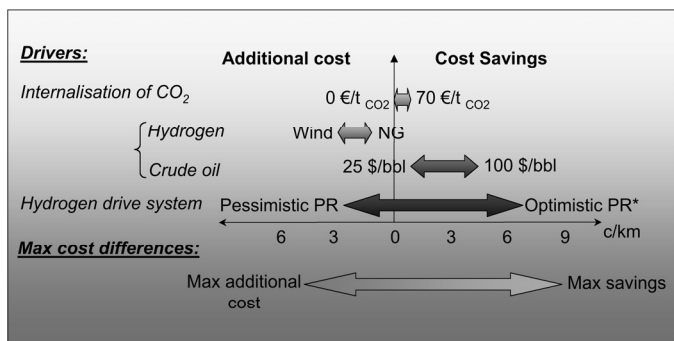 Drivers:
Additional cost
Cost Savings
Internalisation of CO2
0 €/t CO2
70 €/t CO2
Hydrogen
Wind
NG
Crude oil
25 $/bbl
100 $/bbl
Hydrogen drive system
Pessimistic PR
Optimistic PR*
6 3 0 3 6 9 c/km
Max cost differences:
Max additional
cost
Max savings